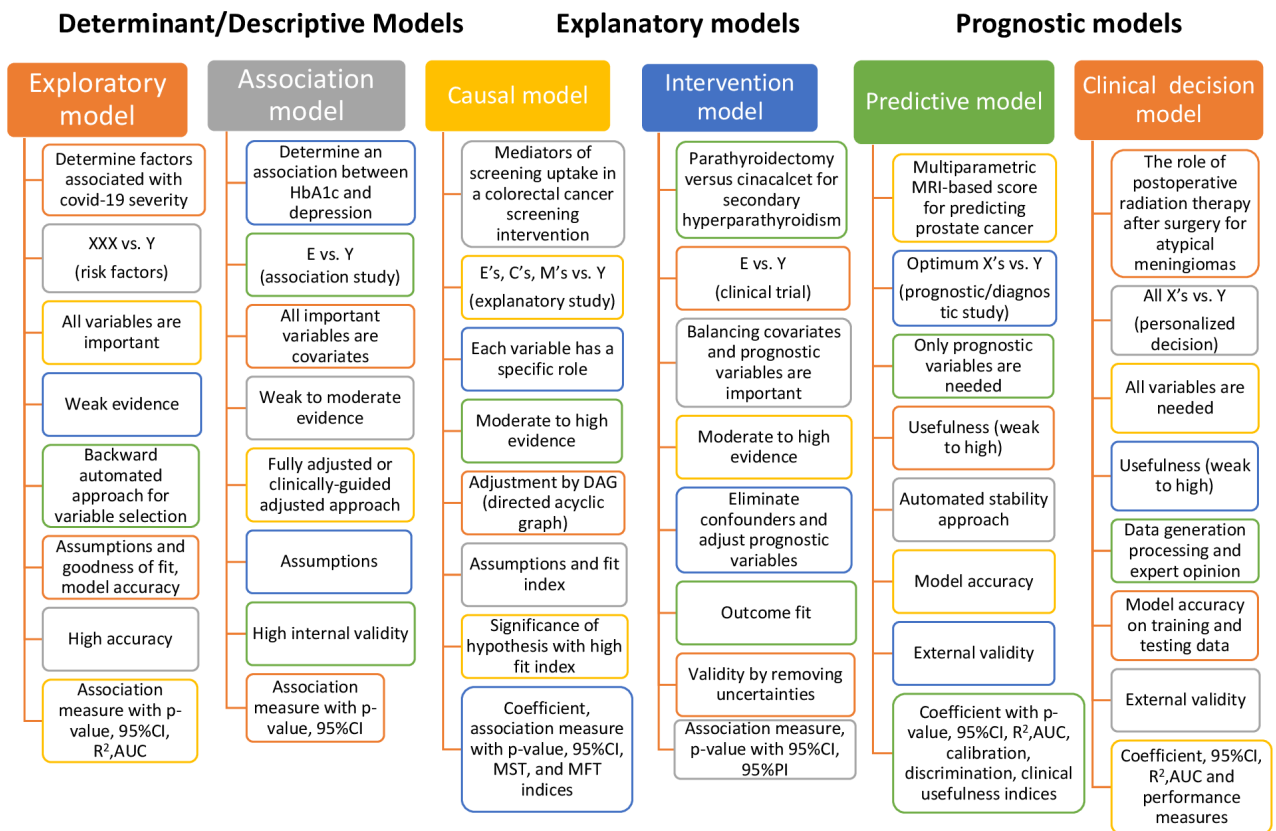 Determinant/Descriptive Models
Explanatory models
Prognostic models
Exploratory
model
Determine factors
associated with
covid-19 severity
XXX vs. Y
(risk factors)
All variables are
important
Weak evidence
Backward
automated
approach for
variable selection
Assumptions and
goodness of fit,
model accuracy
High accuracy
Association
measure with p-
value, 95%CI,
R²,AUC
Association
model
Determine an
association between
HbA1c and
depression
E vs. Y
(association study)
All important
variables are
covariates
Weak to moderate
evidence
Fully adjusted or
clinically-guided
adjusted approach
Assumptions
High internal validity
Association
measure with p-
value, 95%CI
Causal model
Mediators of
screening uptake in
a colorectal cancer
screening
intervention
E’s, C’s, M’s vs. Y
(explanatory study)
Each variable has a
specific role
Moderate to high
evidence
Adjustment by DAG
(directed acyclic
graph)
Assumptions and fit
index
Significance of
hypothesis with high
fit index
Coefficient,
association measure
with p-value, 95%CI,
MST, and MFT
indices
Intervention
model
Parathyroidectomy
versus cinacalcet for
secondary
hyperparathyroidism
E vs. Y
(clinical trial)
Balancing covariates
and prognostic
variables are
important
Moderate to high
evidence
Eliminate
confounders and
adjust prognostic
variables
Outcome fit
Validity by removing
uncertainties
Association measure,
p-value with 95%CI,
95%PI
Predictive model
Multiparametric
MRI-based score
for predicting
prostate cancer
Optimum X’s vs. Y
(prognostic/diagnos
tic study)
Only prognostic
variables are
needed
Usefulness (weak
to high)
Automated stability
approach
Model accuracy
External validity
Coefficient with p-
value, 95%CI, R²,AUC,
calibration,
discrimination, clinical
usefulness indices
Clinical decision
model
The role of
postoperative
radiation therapy
after surgery for
atypical
meningiomas
All X’s vs. Y
(personalized
decision)
All variables are
needed
Usefulness (weak
to high)
Data generation
processing and
expert opinion
Model accuracy
on training and
testing data
External validity
Coefficient, 95%CI,
R²,AUC and
performance
measures